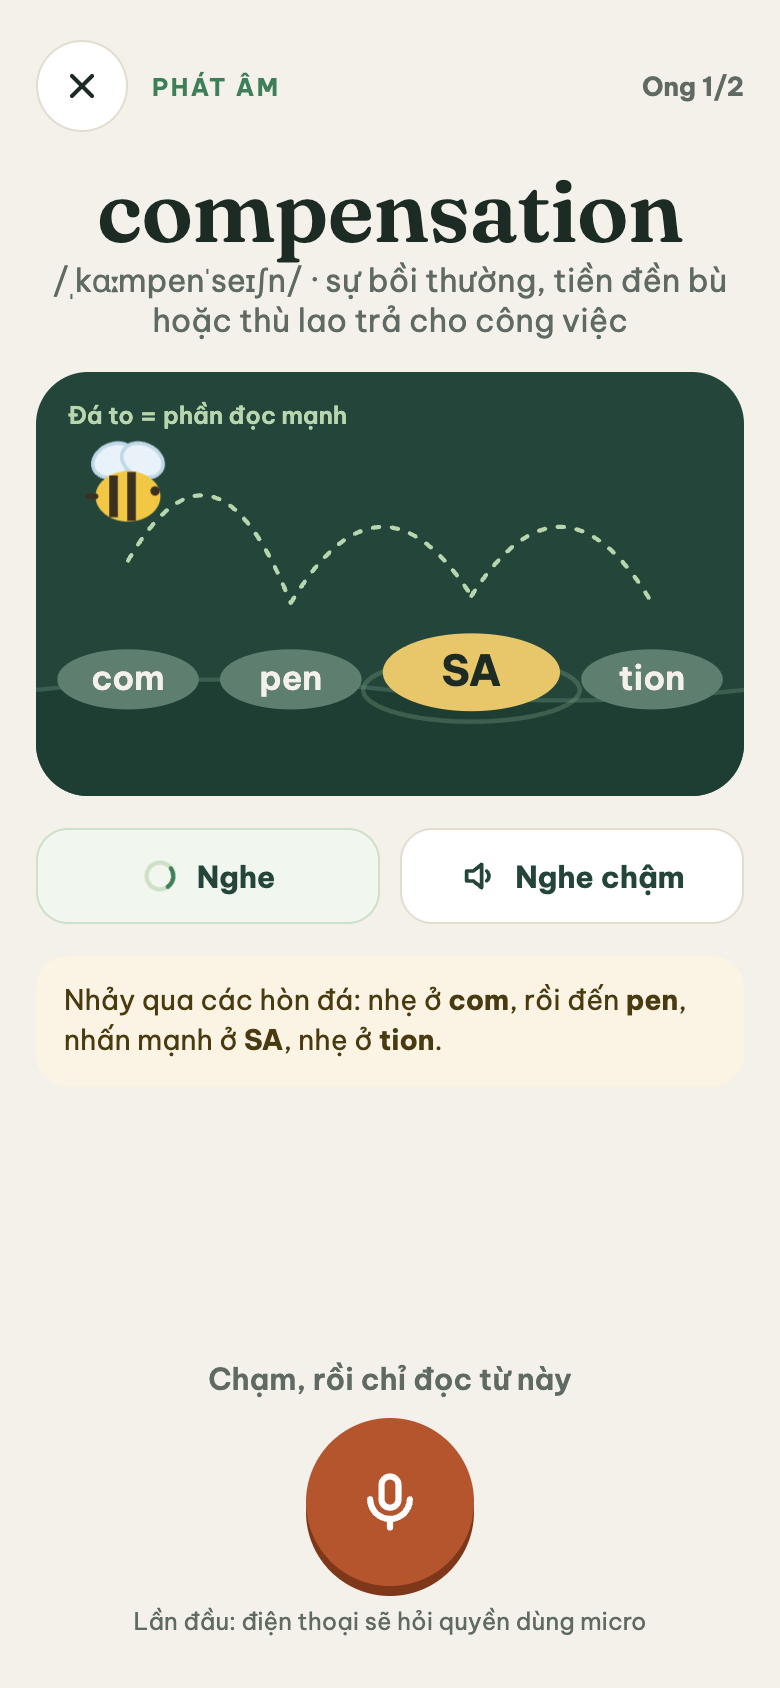 PHÁT ÂM
Ong 1/2
compensation
/ˌkɑːmpenˈseɪʃn/ · sự bồi thường, tiền đền bù
hoặc thù lao trả cho công việc
Đá to = phần đọc mạnh
com
pen
SA
tion
Nghe
Nghe chậm
Nhảy qua các hòn đá: nhẹ ở com, rồi đến pen,
nhấn mạnh ở SA, nhẹ ở tion.
Chạm, rồi chỉ đọc từ này
Lần đầu: điện thoại sẽ hỏi quyền dùng micro